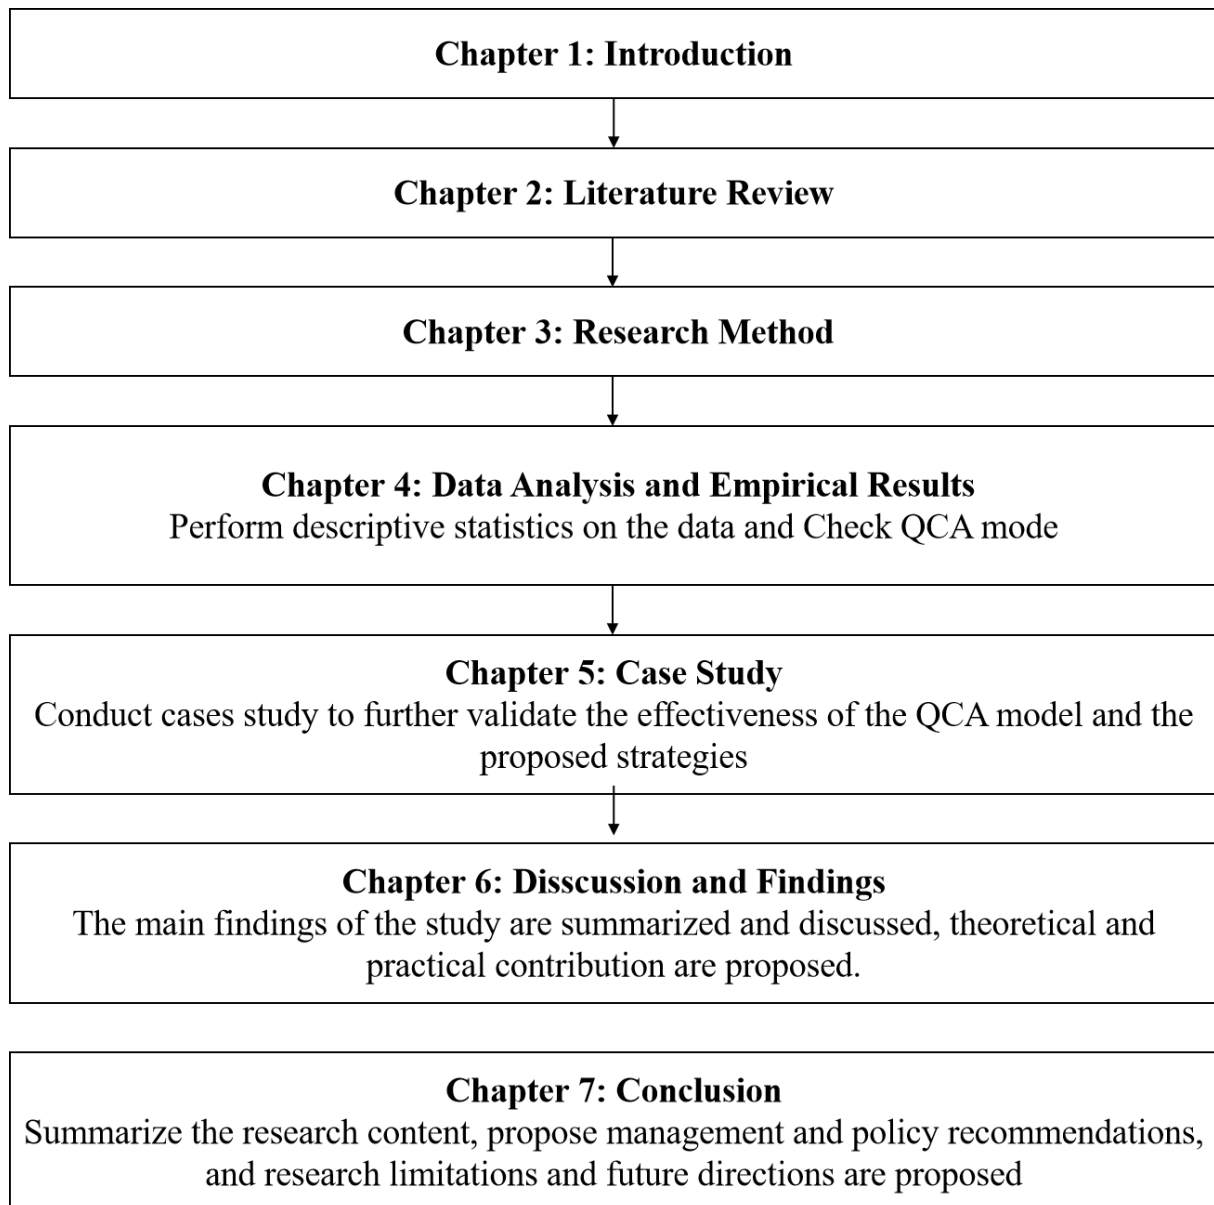 Chapter 1: Introduction
Chapter 2: Literature Review
Chapter 3: Research Method
Chapter 4: Data Analysis and Empirical Results
Perform descriptive statistics on the data and Check QCA mode
Chapter 5: Case Study
Conduct cases study to further validate the effectiveness of the QCA model and the
proposed strategies
Chapter 6: Disscussion and Findings
The main findings of the study are summarized and discussed, theoretical and
practical contribution are proposed.
Chapter 7: Conclusion
Summarize the research content, propose management and policy recommendations,
and research limitations and future directions are proposed